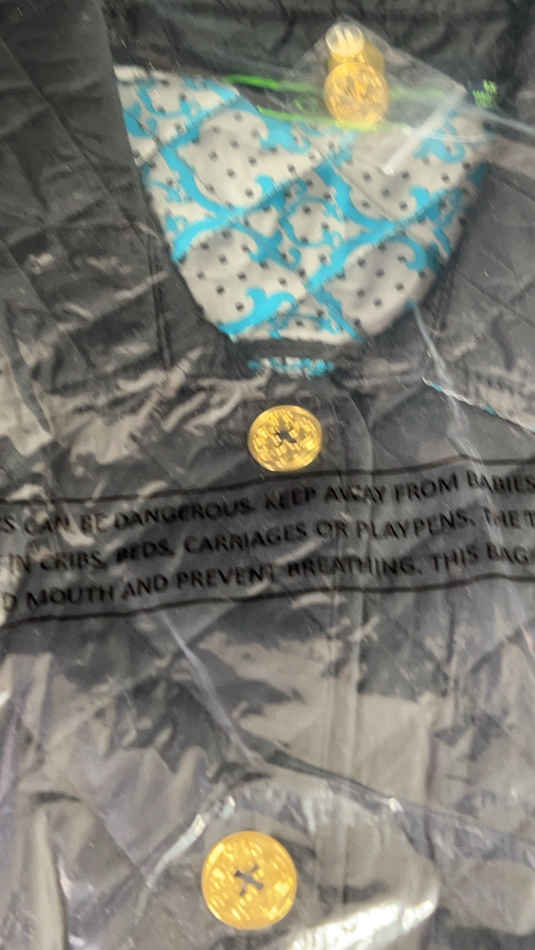 GS CAN BE DANGEROUS. KEEP AWAY FROM BABIES
IN CRIBS, BEDS, CARRIAGES OR PLAYPENS. THE T
D MOUTH AND PREVENT BREATHING. THIS BAG